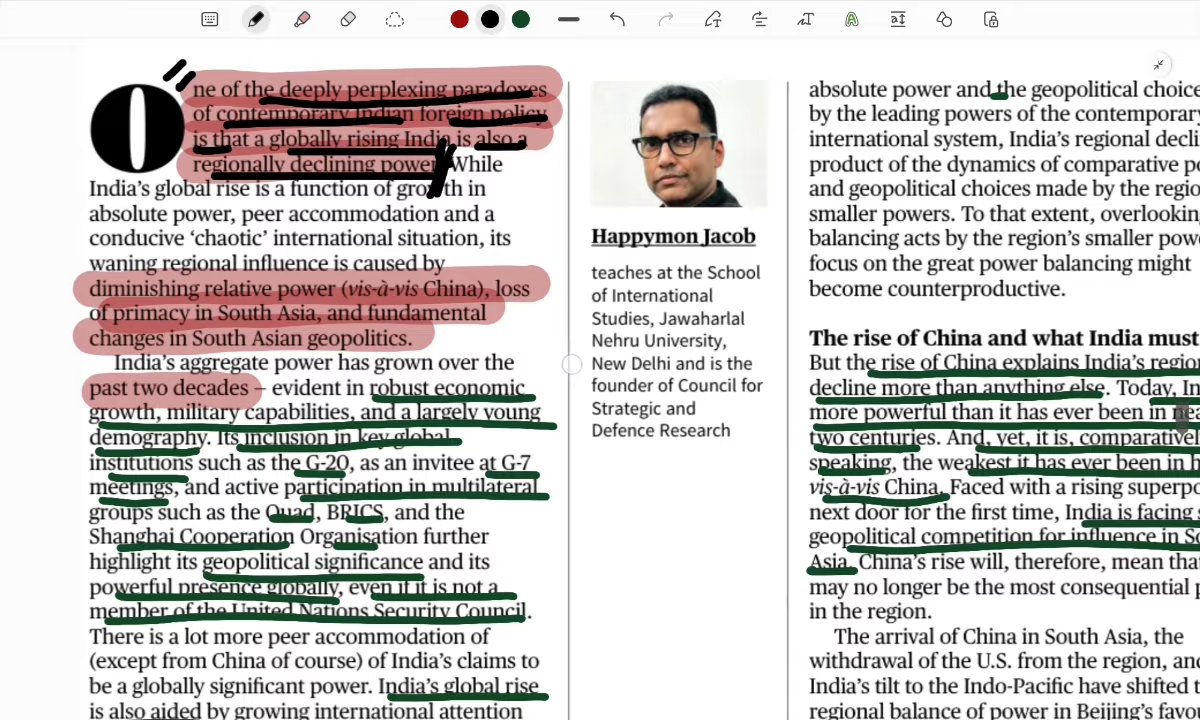 One of the deeply perplexing paradoxes
of contemporary Indian foreign policy
is that a globally rising India is also a
regionally declining power. While
India's global rise is a function of growth in
absolute power, peer accommodation and a
conducive 'chaotic' international situation, its
waning regional influence is caused by
diminishing relative power (vis-à-vis China), loss
of primacy in South Asia, and fundamental
changes in South Asian geopolitics.
India's aggregate power has grown over the
past two decades — evident in robust economic
growth, military capabilities, and a largely young
demography. Its inclusion in key global
institutions such as the G-20, as an invitee at G-7
meetings, and active participation in multilateral
groups such as the Quad, BRICS, and the
Shanghai Cooperation Organisation further
highlight its geopolitical significance and its
powerful presence globally, even if it is not a
member of the United Nations Security Council.
There is a lot more peer accommodation of
(except from China of course) of India's claims to
be a globally significant power. India's global rise
is also aided by growing international attention
Happymon Jacob
teaches at the School
of International
Studies, Jawaharlal
Nehru University,
New Delhi and is the
founder of Council for
Strategic and
Defence Research
absolute power and the geopolitical choice
by the leading powers of the contemporary
international system, India's regional decli
product of the dynamics of comparative po
and geopolitical choices made by the regio
smaller powers. To that extent, overlooking
balancing acts by the region's smaller powe
focus on the great power balancing might
become counterproductive.
The rise of China and what India must
But the rise of China explains India's regio
decline more than anything else. Today, In
more powerful than it has ever been in nea
two centuries. And, yet, it is, comparativel
speaking, the weakest it has ever been in h
vis-à-vis China. Faced with a rising superpo
next door for the first time, India is facing s
geopolitical competition for influence in So
Asia. China's rise will, therefore, mean that
may no longer be the most consequential p
in the region.
The arrival of China in South Asia, the
withdrawal of the U.S. from the region, and
India's tilt to the Indo-Pacific have shifted t
regional balance of power in Beijing's favou